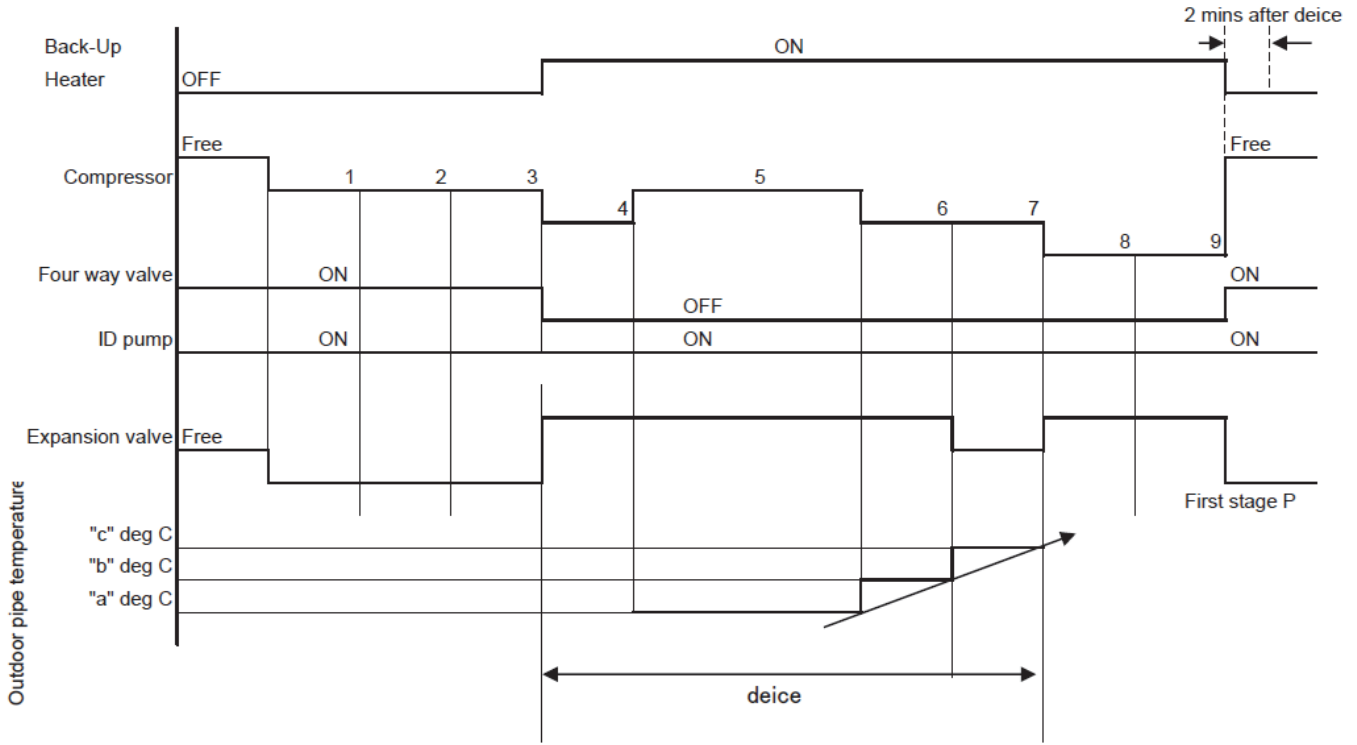 2 mins after deice
Back-Up
Heater
ON
OFF
Free
Free
Compressor
1
2
3
4
5
6
7
8
9
Four way valve
ON
OFF
ON
ID pump
ON
ON
ON
Expansion valve
Free
First stage P
Outdoor pipe temperature
"c" deg C
"b" deg C
"a" deg C
deice